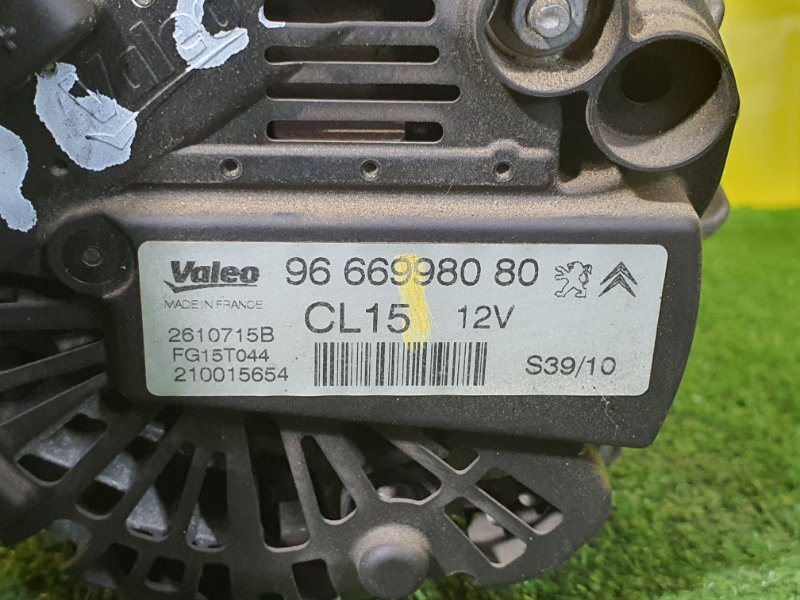 Valeo 96 669980 80
MADE IN FRANCE
CL15 12V
2610715B
FG15T044
210015654
S39/10